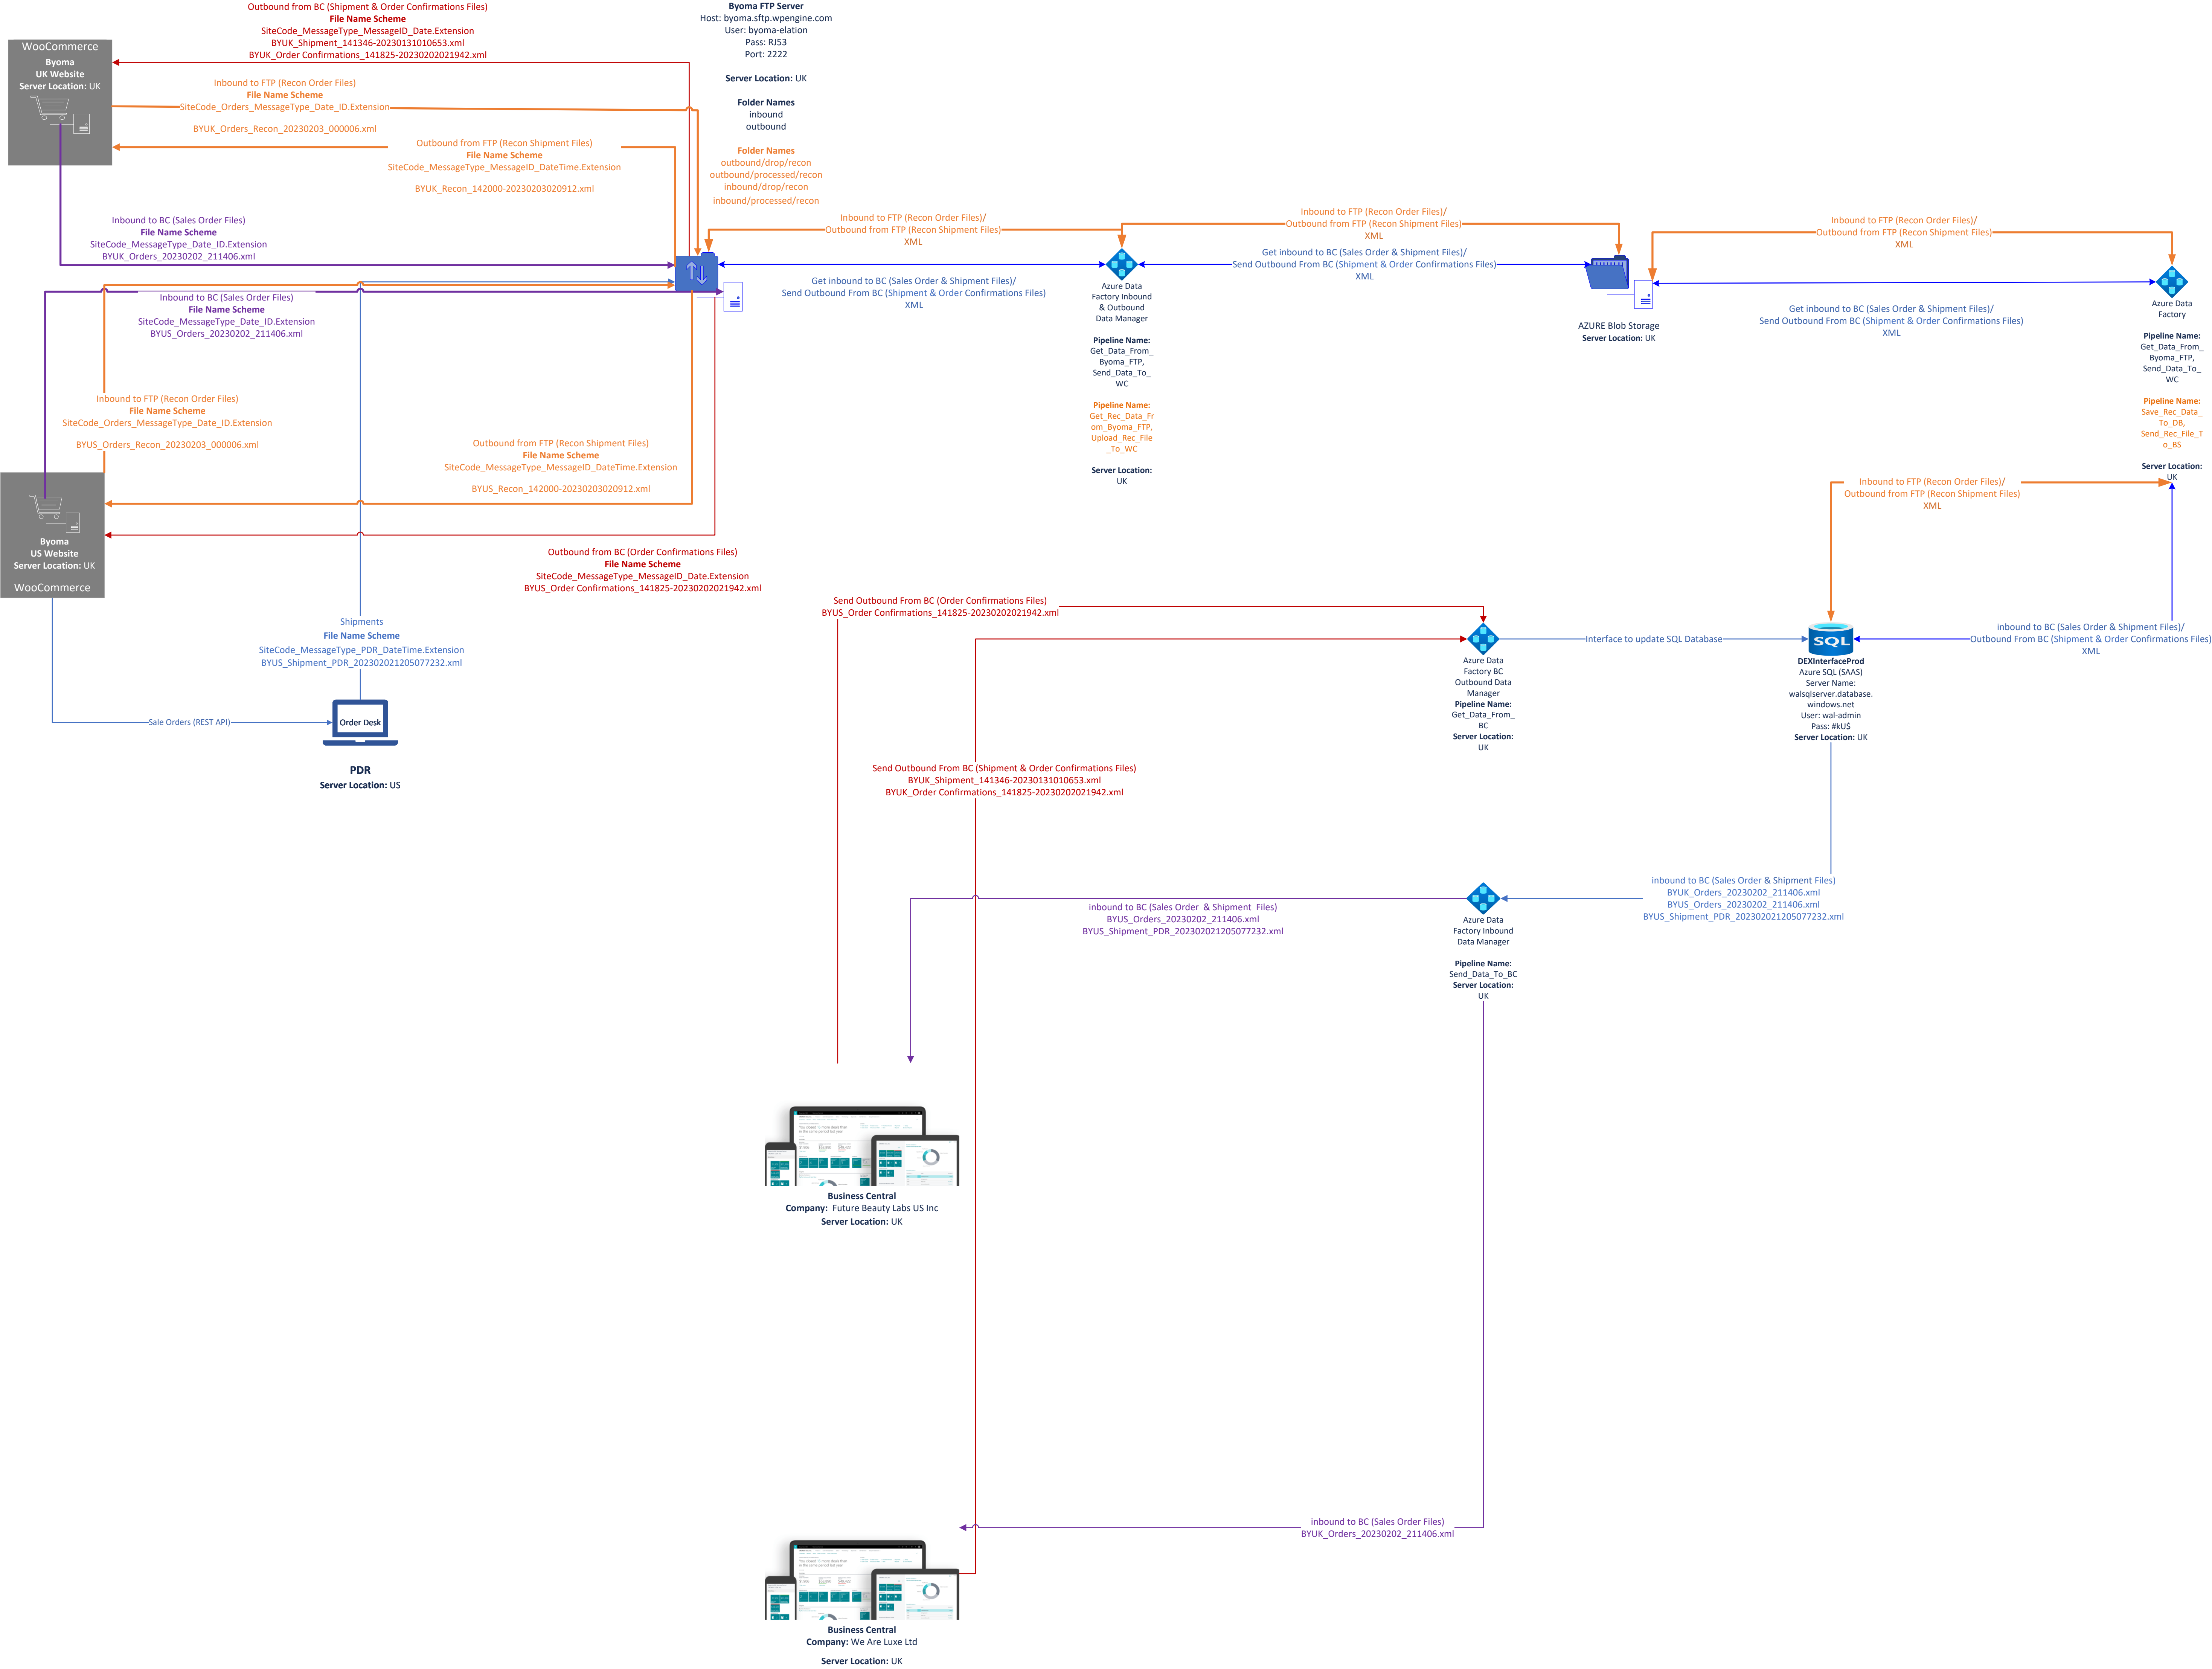 Outbound from BC (Shipment & Order Confirmations Files)
File Name Scheme
SiteCode_MessageType_MessageID_Date.Extension
BYUK_Shipment_141346-20230131010653.xml
BYUK_Order Confirmations_141825-20230202021942.xml
Byoma FTP Server
Host: byoma.sftp.wpengine.com
User: byoma-elation
Pass: RJ53
Port: 2222
Server Location: UK
Folder Names
inbound
outbound
Folder Names
outbound/drop/recon
outbound/processed/recon
inbound/drop/recon
inbound/processed/recon
WooCommerce
Byoma
UK Website
Server Location: UK
Inbound to FTP (Recon Order Files)
File Name Scheme
SiteCode_Orders_MessageType_Date_ID.Extension
BYUK_Orders_Recon_20230203_000006.xml
Outbound from FTP (Recon Shipment Files)
File Name Scheme
SiteCode_MessageType_MessageID_DateTime.Extension
BYUK_Recon_142000-20230203020912.xml
Inbound to BC (Sales Order Files)
File Name Scheme
SiteCode_MessageType_Date_ID.Extension
BYUK_Orders_20230202_211406.xml
Inbound to BC (Sales Order Files)
File Name Scheme
SiteCode_MessageType_Date_ID.Extension
BYUS_Orders_20230202_211406.xml
Inbound to FTP (Recon Order Files)/
Outbound from FTP (Recon Shipment Files)
XML
Get inbound to BC (Sales Order & Shipment Files)/
Send Outbound From BC (Shipment & Order Confirmations Files)
XML
Azure Data
Factory Inbound
& Outbound
Data Manager
Pipeline Name:
Get_Data_From_
Byoma_FTP,
Send_Data_To_
WC
Pipeline Name:
Get_Rec_Data_Fr
om_Byoma_FTP,
Upload_Rec_File
_To_WC
Server Location:
UK
Inbound to FTP (Recon Order Files)/
Outbound from FTP (Recon Shipment Files)
XML
Get inbound to BC (Sales Order & Shipment Files)/
Send Outbound From BC (Shipment & Order Confirmations Files)
XML
AZURE Blob Storage
Server Location: UK
Inbound to FTP (Recon Order Files)/
Outbound from FTP (Recon Shipment Files)
XML
Get inbound to BC (Sales Order & Shipment Files)/
Send Outbound From BC (Shipment & Order Confirmations Files)
XML
Azure Data
Factory
Pipeline Name:
Get_Data_From_
Byoma_FTP,
Send_Data_To_
WC
Pipeline Name:
Save_Rec_Data_
To_DB,
Send_Rec_File_T
o_BS
Server Location:
UK
Inbound to FTP (Recon Order Files)
File Name Scheme
SiteCode_Orders_MessageType_Date_ID.Extension
BYUS_Orders_Recon_20230203_000006.xml
Outbound from FTP (Recon Shipment Files)
File Name Scheme
SiteCode_MessageType_MessageID_DateTime.Extension
BYUS_Recon_142000-20230203020912.xml
Byoma
US Website
Server Location: UK
WooCommerce
Outbound from BC (Order Confirmations Files)
File Name Scheme
SiteCode_MessageType_MessageID_Date.Extension
BYUS_Order Confirmations_141825-20230202021942.xml
Inbound to FTP (Recon Order Files)/
Outbound from FTP (Recon Shipment Files)
XML
Shipments
File Name Scheme
SiteCode_MessageType_PDR_DateTime.Extension
BYUS_Shipment_PDR_202302021205077232.xml
Sale Orders (REST API)
Order Desk
PDR
Server Location: US
Send Outbound From BC (Order Confirmations Files)
BYUS_Order Confirmations_141825-20230202021942.xml
Azure Data
Factory BC
Outbound Data
Manager
Pipeline Name:
Get_Data_From_
BC
Server Location:
UK
Interface to update SQL Database
SQL
DEXInterfaceProd
Azure SQL (SAAS)
Server Name:
walsqlserver.database.
windows.net
User: wal-admin
Pass: #kU$
Server Location: UK
inbound to BC (Sales Order & Shipment Files)/
Outbound From BC (Shipment & Order Confirmations Files)
XML
Send Outbound From BC (Shipment & Order Confirmations Files)
BYUK_Shipment_141346-20230131010653.xml
BYUK_Order Confirmations_141825-20230202021942.xml
inbound to BC (Sales Order & Shipment Files)
BYUK_Orders_20230202_211406.xml
BYUS_Orders_20230202_211406.xml
BYUS_Shipment_PDR_202302021205077232.xml
inbound to BC (Sales Order & Shipment Files)
BYUS_Orders_20230202_211406.xml
BYUS_Shipment_PDR_202302021205077232.xml
Azure Data
Factory Inbound
Data Manager
Pipeline Name:
Send_Data_To_BC
Server Location:
UK
Business Central
Company: Future Beauty Labs US Inc
Server Location: UK
inbound to BC (Sales Order Files)
BYUK_Orders_20230202_211406.xml
Business Central
Company: We Are Luxe Ltd
Server Location: UK